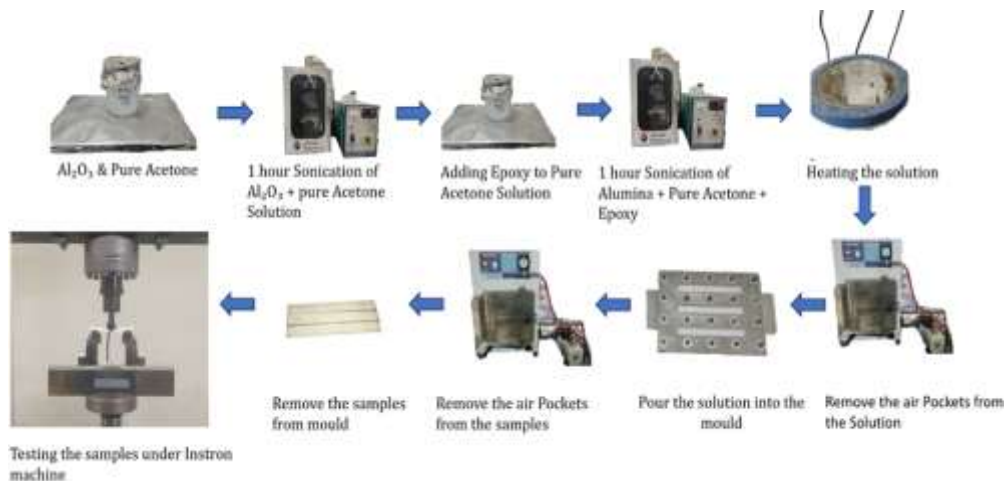 Al₂O₃ & Pure Acetone
1 hour Sonication of
Al₂O₃ + pure Acetone
Solution
Adding Epoxy to Pure
Acetone Solution
1 hour Sonication of
Alumina + Pure Acetone +
Epoxy
Heating the solution
Testing the samples under Instron
machine
Remove the samples
from mould
Remove the air Pockets
from the samples
Pour the solution into the
mould
Remove the air Pockets from
the Solution